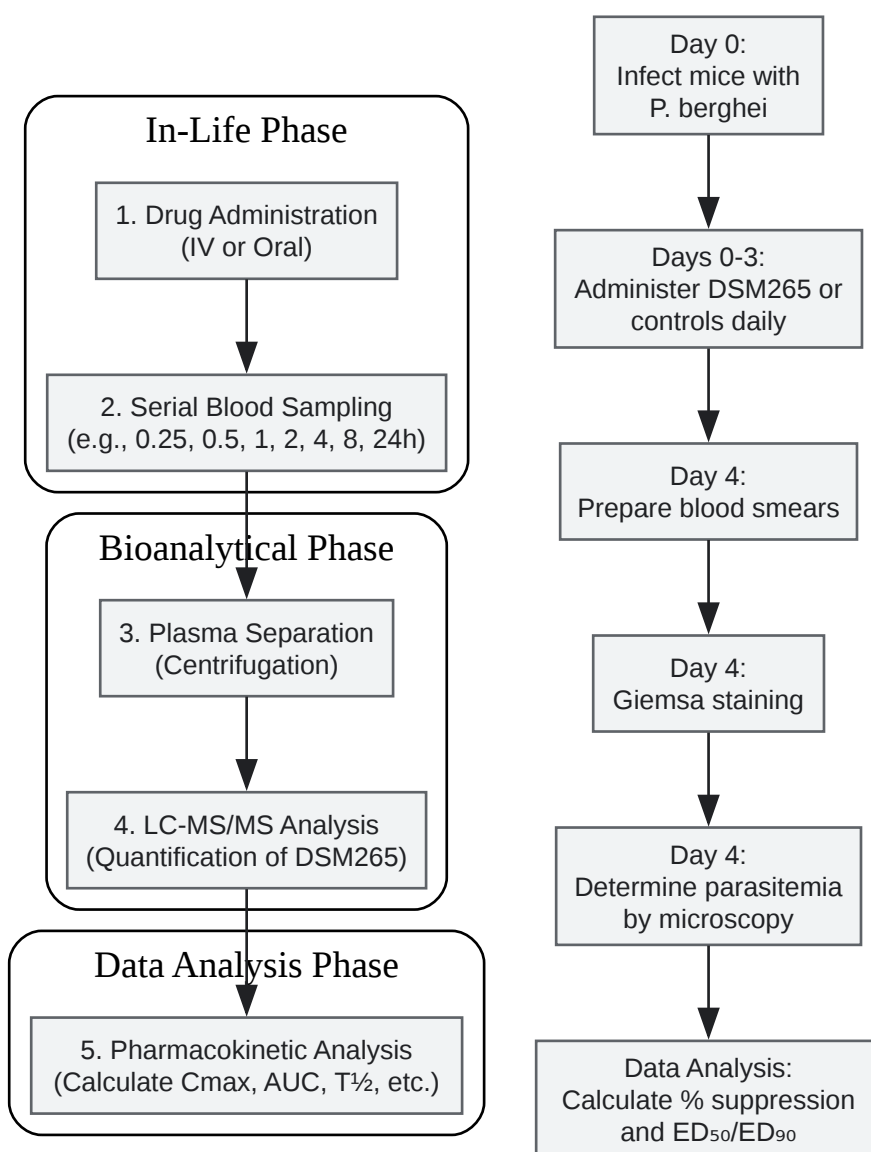 In-Life Phase
1. Drug Administration
(IV or Oral)
2. Serial Blood Sampling
(e.g., 0.25, 0.5, 1, 2, 4, 8, 24h)
Bioanalytical Phase
3. Plasma Separation
(Centrifugation)
4. LC-MS/MS Analysis
(Quantification of DSM265)
Data Analysis Phase
5. Pharmacokinetic Analysis
(Calculate Cmax, AUC, T½, etc.)
Day 0:
Infect mice with
P. berghei
Days 0-3:
Administer DSM265 or
controls daily
Day 4:
Prepare blood smears
Day 4:
Giemsa staining
Day 4:
Determine parasitemia
by microscopy
Data Analysis:
Calculate % suppression
and ED₅₀/ED₉₀